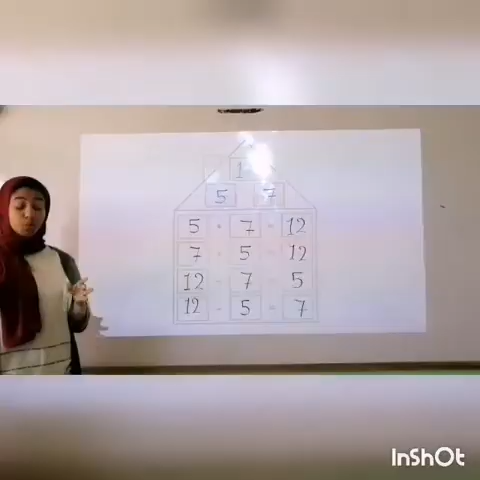 5 7
5 + 7 = 12
7 + 5 = 12
12 - 7 = 5
12 - 5 = 7
InShOt